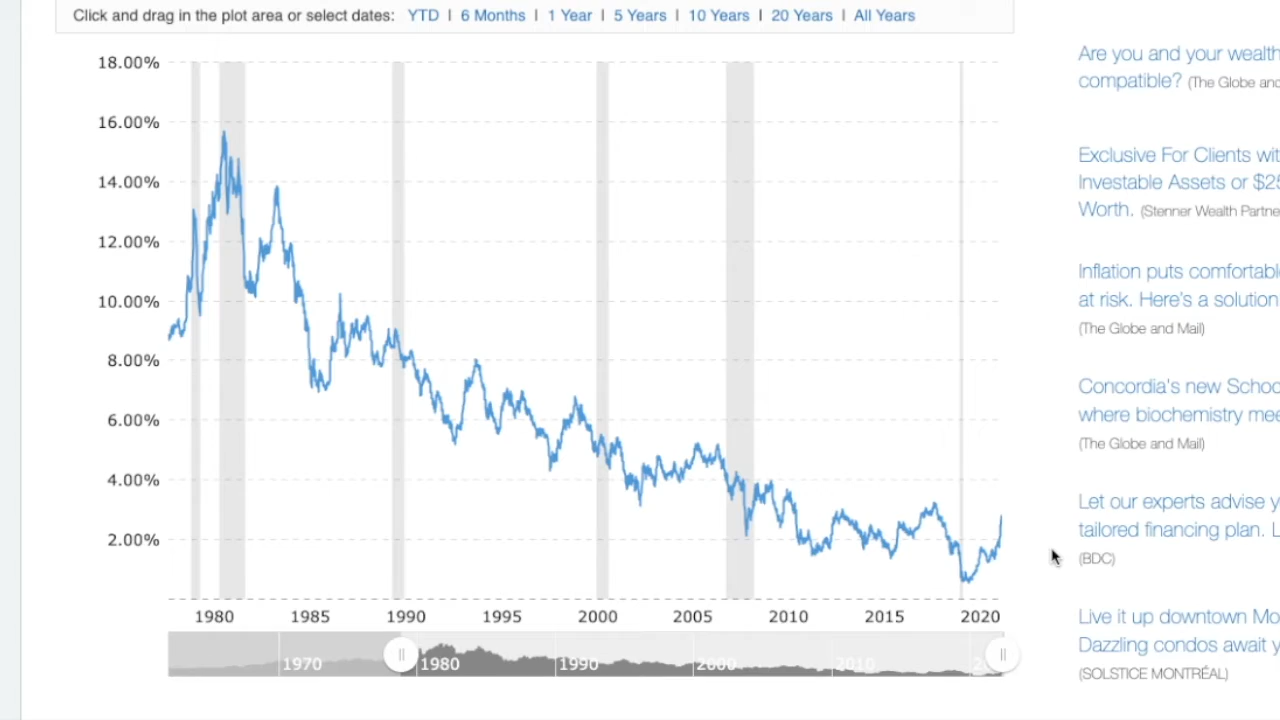 Click and drag in the plot area or select dates: YTD | 6 Months | 1 Year | 5 Years | 10 Years | 20 Years | All Years
18.00%
16.00%
14.00%
12.00%
10.00%
8.00%
6.00%
4.00%
2.00%
1980 1985 1990 1995 2000 2005 2010 2015 2020
1970 1980 1990 2000 2010
Are you and your wealth
compatible? (The Globe and
Exclusive For Clients wit
Investable Assets or $25
Worth. (Stenner Wealth Partne
Inflation puts comfortabl
at risk. Here's a solution
(The Globe and Mail)
Concordia's new Schoo
where biochemistry mee
(The Globe and Mail)
Let our experts advise y
tailored financing plan. L
(BDC)
Live it up downtown Mo
Dazzling condos await y
(SOLSTICE MONTRÉAL)